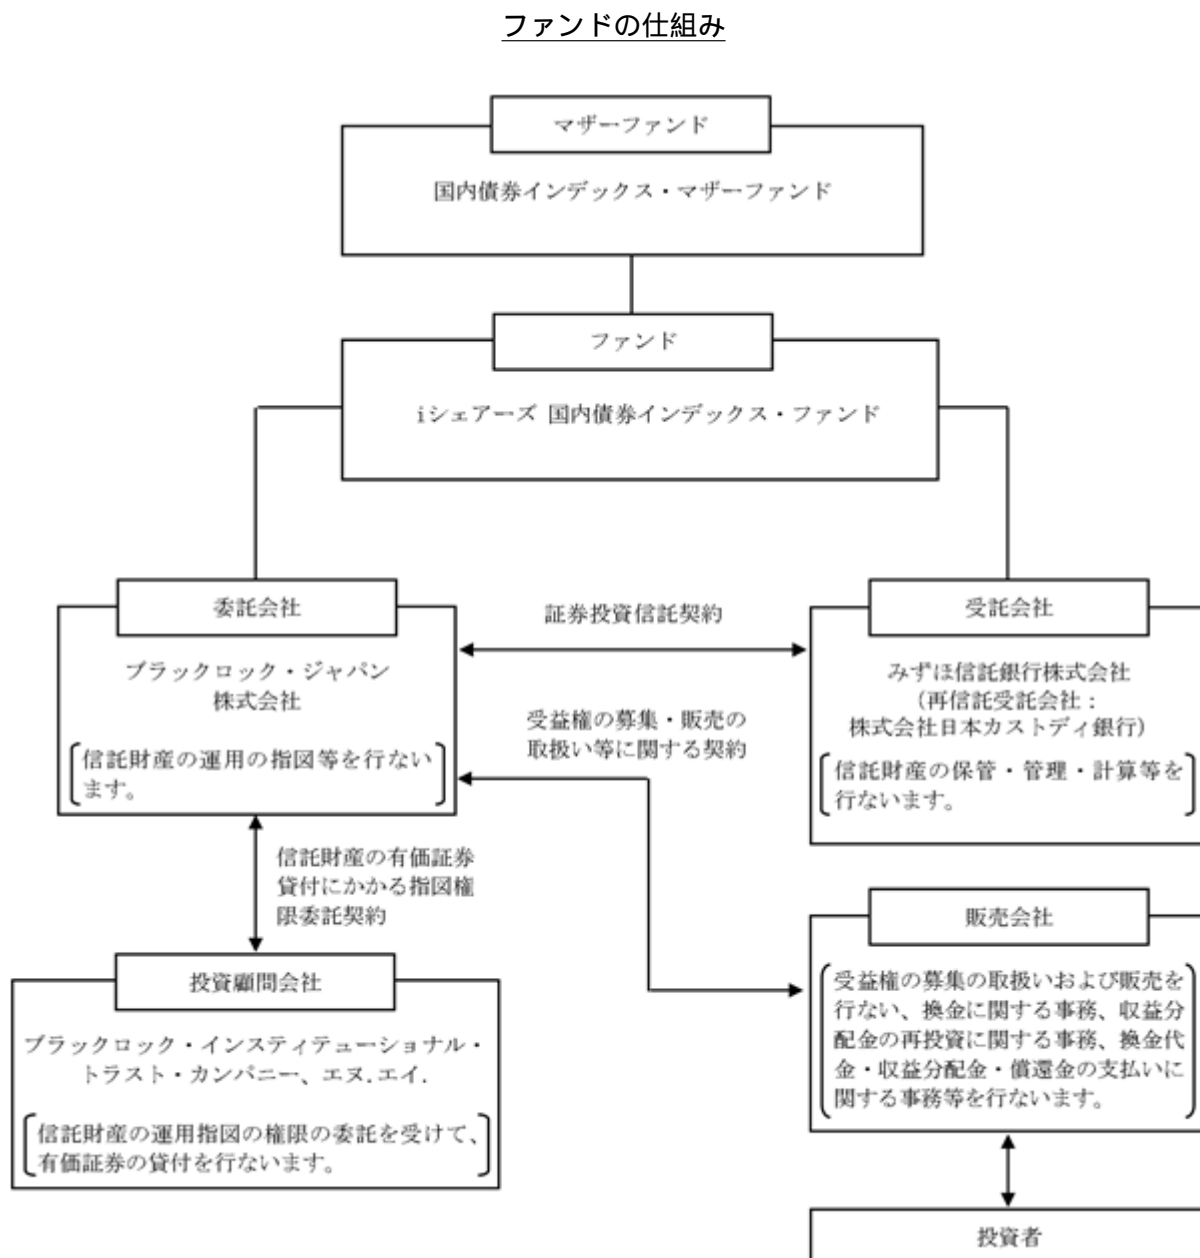 ファンドの仕組み
マザーファンド
国内債券インデックス・マザーファンド
ファンド
iシェアーズ 国内債券インデックス・ファンド
委託会社
ブラックロック・ジャパン
株式会社
信託財産の運用の指図等を行ない
ます。
証券投資信託契約
受益権の募集・販売の
取扱い等に関する契約
受託会社
みずほ信託銀行株式会社
（再信託受託会社：
株式会社日本カストディ銀行）
信託財産の保管・管理・計算等を
行ないます。
信託財産の有価証券
貸付にかかる指図権
限委託契約
投資顧問会社
ブラックロック・インスティテューショナル・
トラスト・カンパニー、エヌ.エイ.
信託財産の運用指図の権限の委託を受けて、
有価証券の貸付を行ないます。
販売会社
受益権の募集の取扱いおよび販売を
行ない、換金に関する事務、収益分
配金の再投資に関する事務、換金代
金・収益分配金・償還金の支払いに
関する事務等を行ないます。
投資者